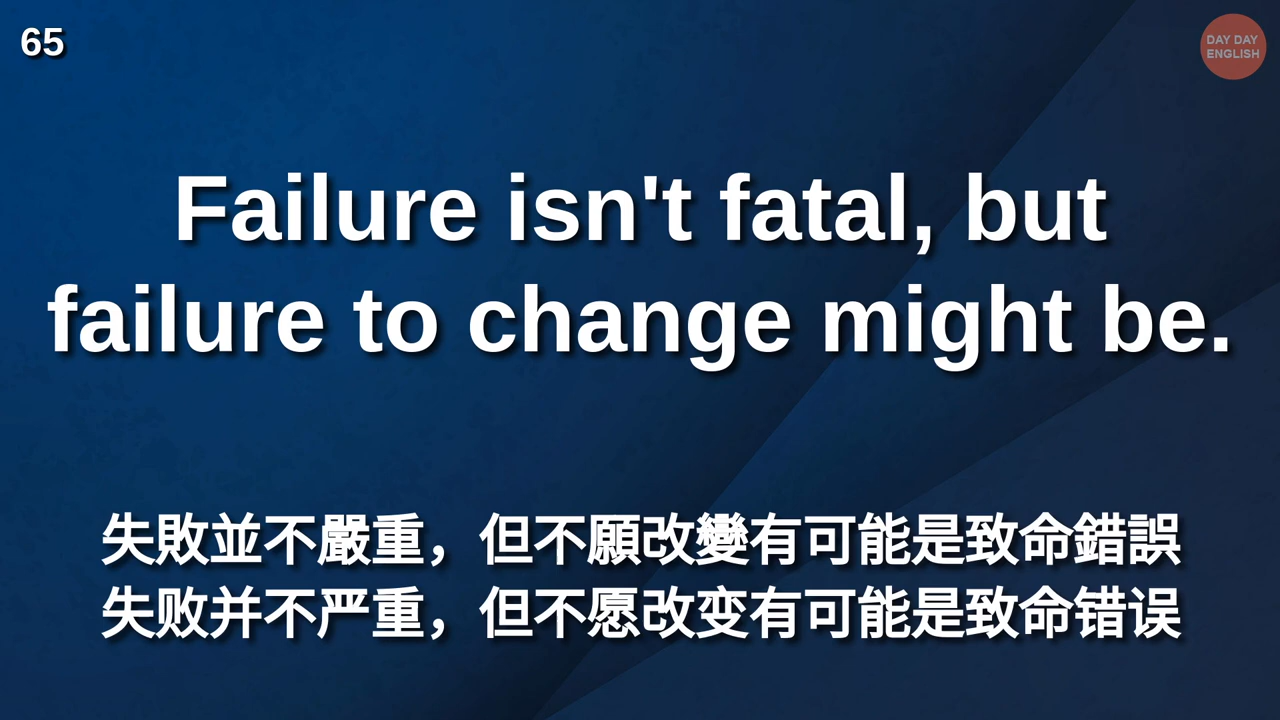 65
DAY DAY
ENGLISH
Failure isn't fatal, but
failure to change might be.
失敗並不嚴重，但不願改變有可能是致命錯誤
失败并不严重，但不愿改变有可能是致命错误